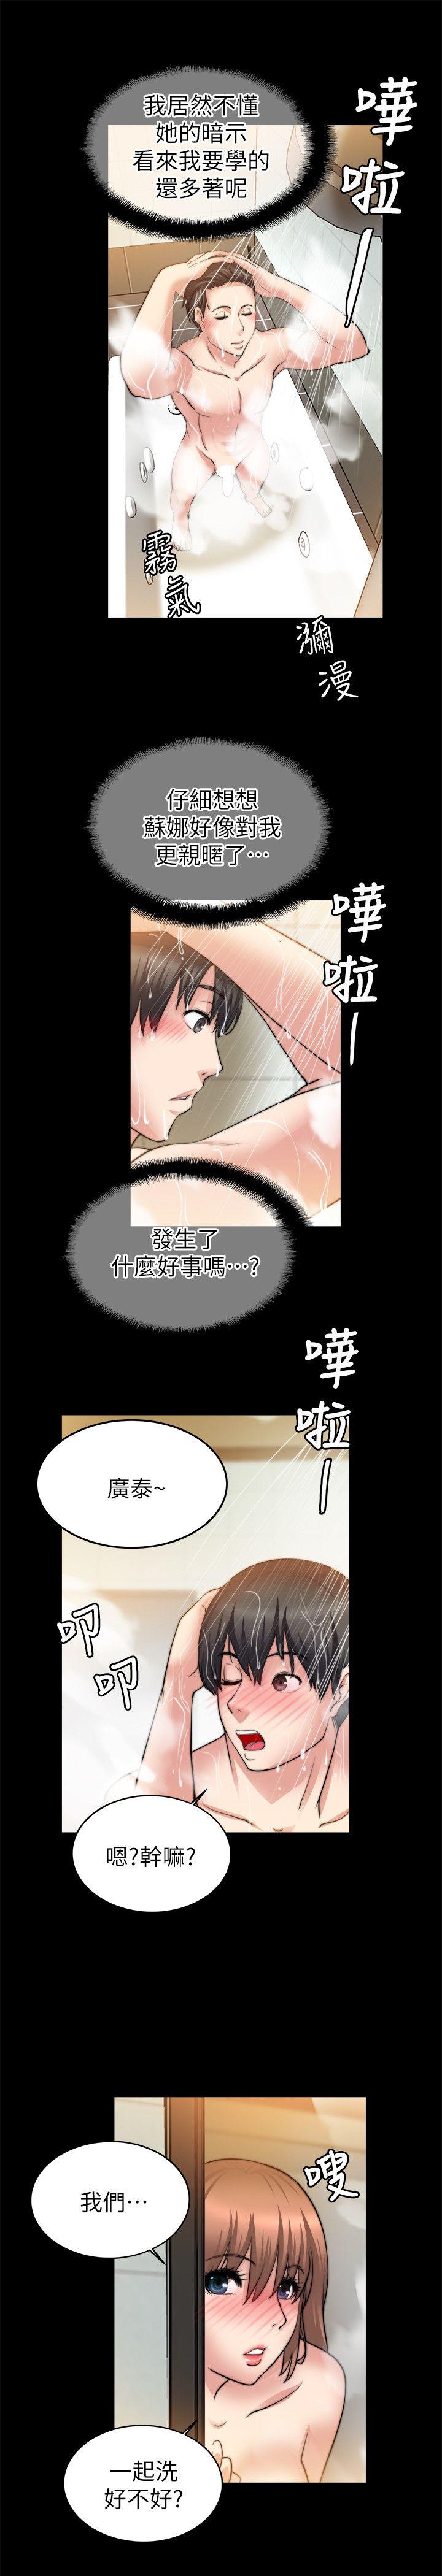 我居然不懂
她的暗示
看來我要學的
還多著呢
嘩
啦
霧
氣
瀰
漫
仔細想想
蘇娜好像對我
更親暱了…
嘩
啦
發生了
什麼好事嗎…?
嘩
啦
廣泰~
叩
叩
嗯?幹嘛?
我們…
嗖
一起洗
好不好?